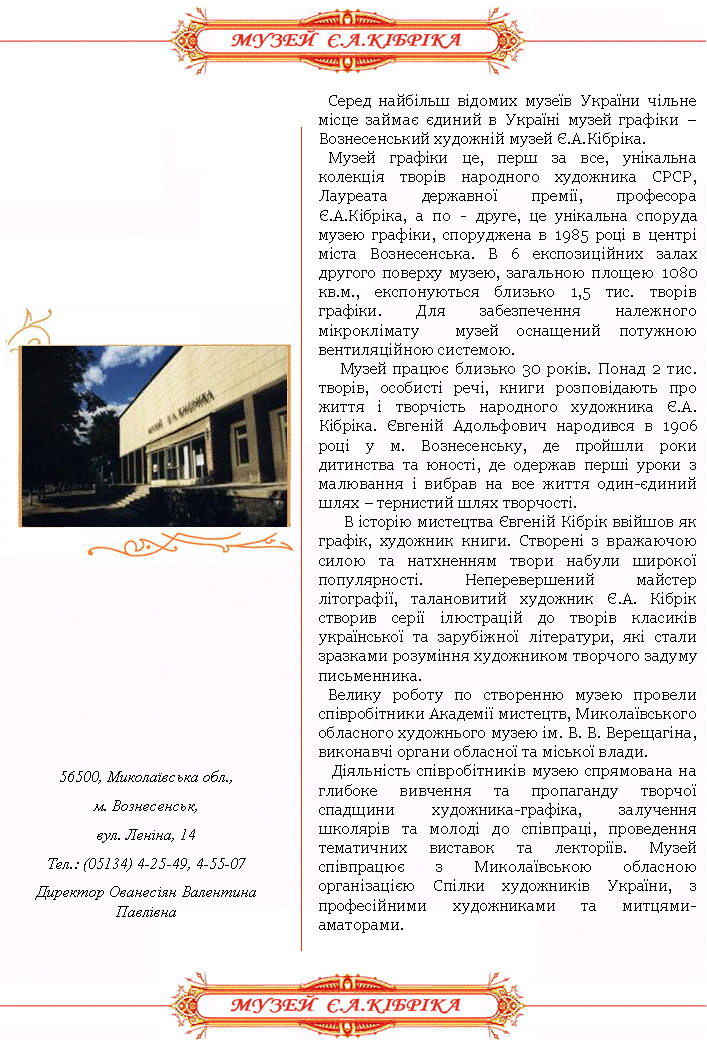 МУЗЕЙ Є.А.КІБРІКА
Серед найбільш відомих музеїв України чільне
місце займає єдиний в Україні музей графіки –
Вознесенський художній музей Є.А.Кібріка.
Музей графіки це, перш за все, унікальна
колекція творів народного художника СРСР,
Лауреата державної премії, професора
Є.А.Кібріка, а по - друге, це унікальна споруда
музею графіки, споруджена в 1985 році в центрі
міста Вознесенська. В 6 експозиційних залах
другого поверху музею, загальною площею 1080
кв.м., експонуються близько 1,5 тис. творів
графіки. Для забезпечення належного
мікроклімату музей оснащений потужною
вентиляційною системою.
Музей працює близько 30 років. Понад 2 тис.
творів, особисті речі, книги розповідають про
життя і творчість народного художника Є.А.
Кібріка. Євгеній Адольфович народився в 1906
році у м. Вознесенську, де пройшли роки
дитинства та юності, де одержав перші уроки з
малювання і вибрав на все життя один-єдиний
шлях – тернистий шлях творчості.
В історію мистецтва Євгеній Кібрік ввійшов як
графік, художник книги. Створені з вражаючою
силою та натхненням твори набули широкої
популярності. Неперевершений майстер
літографії, талановитий художник Є.А. Кібрік
створив серії ілюстрацій до творів класиків
української та зарубіжної літератури, які стали
зразками розуміння художником творчого задуму
письменника.
Велику роботу по створенню музею провели
співробітники Академії мистецтв, Миколаївського
обласного художнього музею ім. В. В. Верещагіна,
виконавчі органи обласної та міської влади.
Діяльність співробітників музею спрямована на
глибоке вивчення та пропаганду творчої
спадщини художника-графіка, залучення
школярів та молоді до співпраці, проведення
тематичних виставок та лекторіїв. Музей
співпрацює з Миколаївською обласною
організацією Спілки художників України, з
професійними художниками та митцями-
аматорами.
56500, Миколаївська обл.,
м. Вознесенськ,
вул. Леніна, 14
Тел.: (05134) 4-25-49, 4-55-07
Директор Ованесіян Валентина
Павлівна
МУЗЕЙ Є.А.КІБРІКА